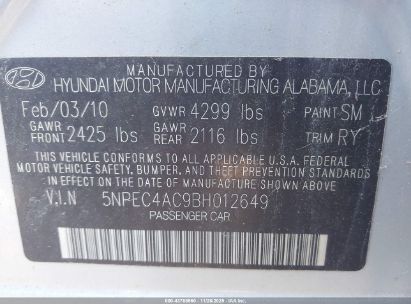 MANUFACTURED BY
HYUNDAI MOTOR MANUFACTURING ALABAMA, LLC
Feb/03/10 GVWR 4299 lbs PAINT SM
GAWR FRONT 2425 lbs GAWR REAR 2116 lbs TRIM RY
THIS VEHICLE CONFORMS TO ALL APPLICABLE U.S.A. FEDERAL
MOTOR VEHICLE SAFETY, BUMPER, AND THEFT PREVENTION STANDARDS
IN EFFECT ON THE DATE OF MANUFACTURE SHOWN ABOVE.
V.I.N 5NPEC4AC9BH012649
PASSENGER CAR